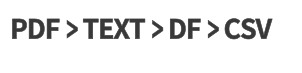 PDF > TEXT > DF > CSV